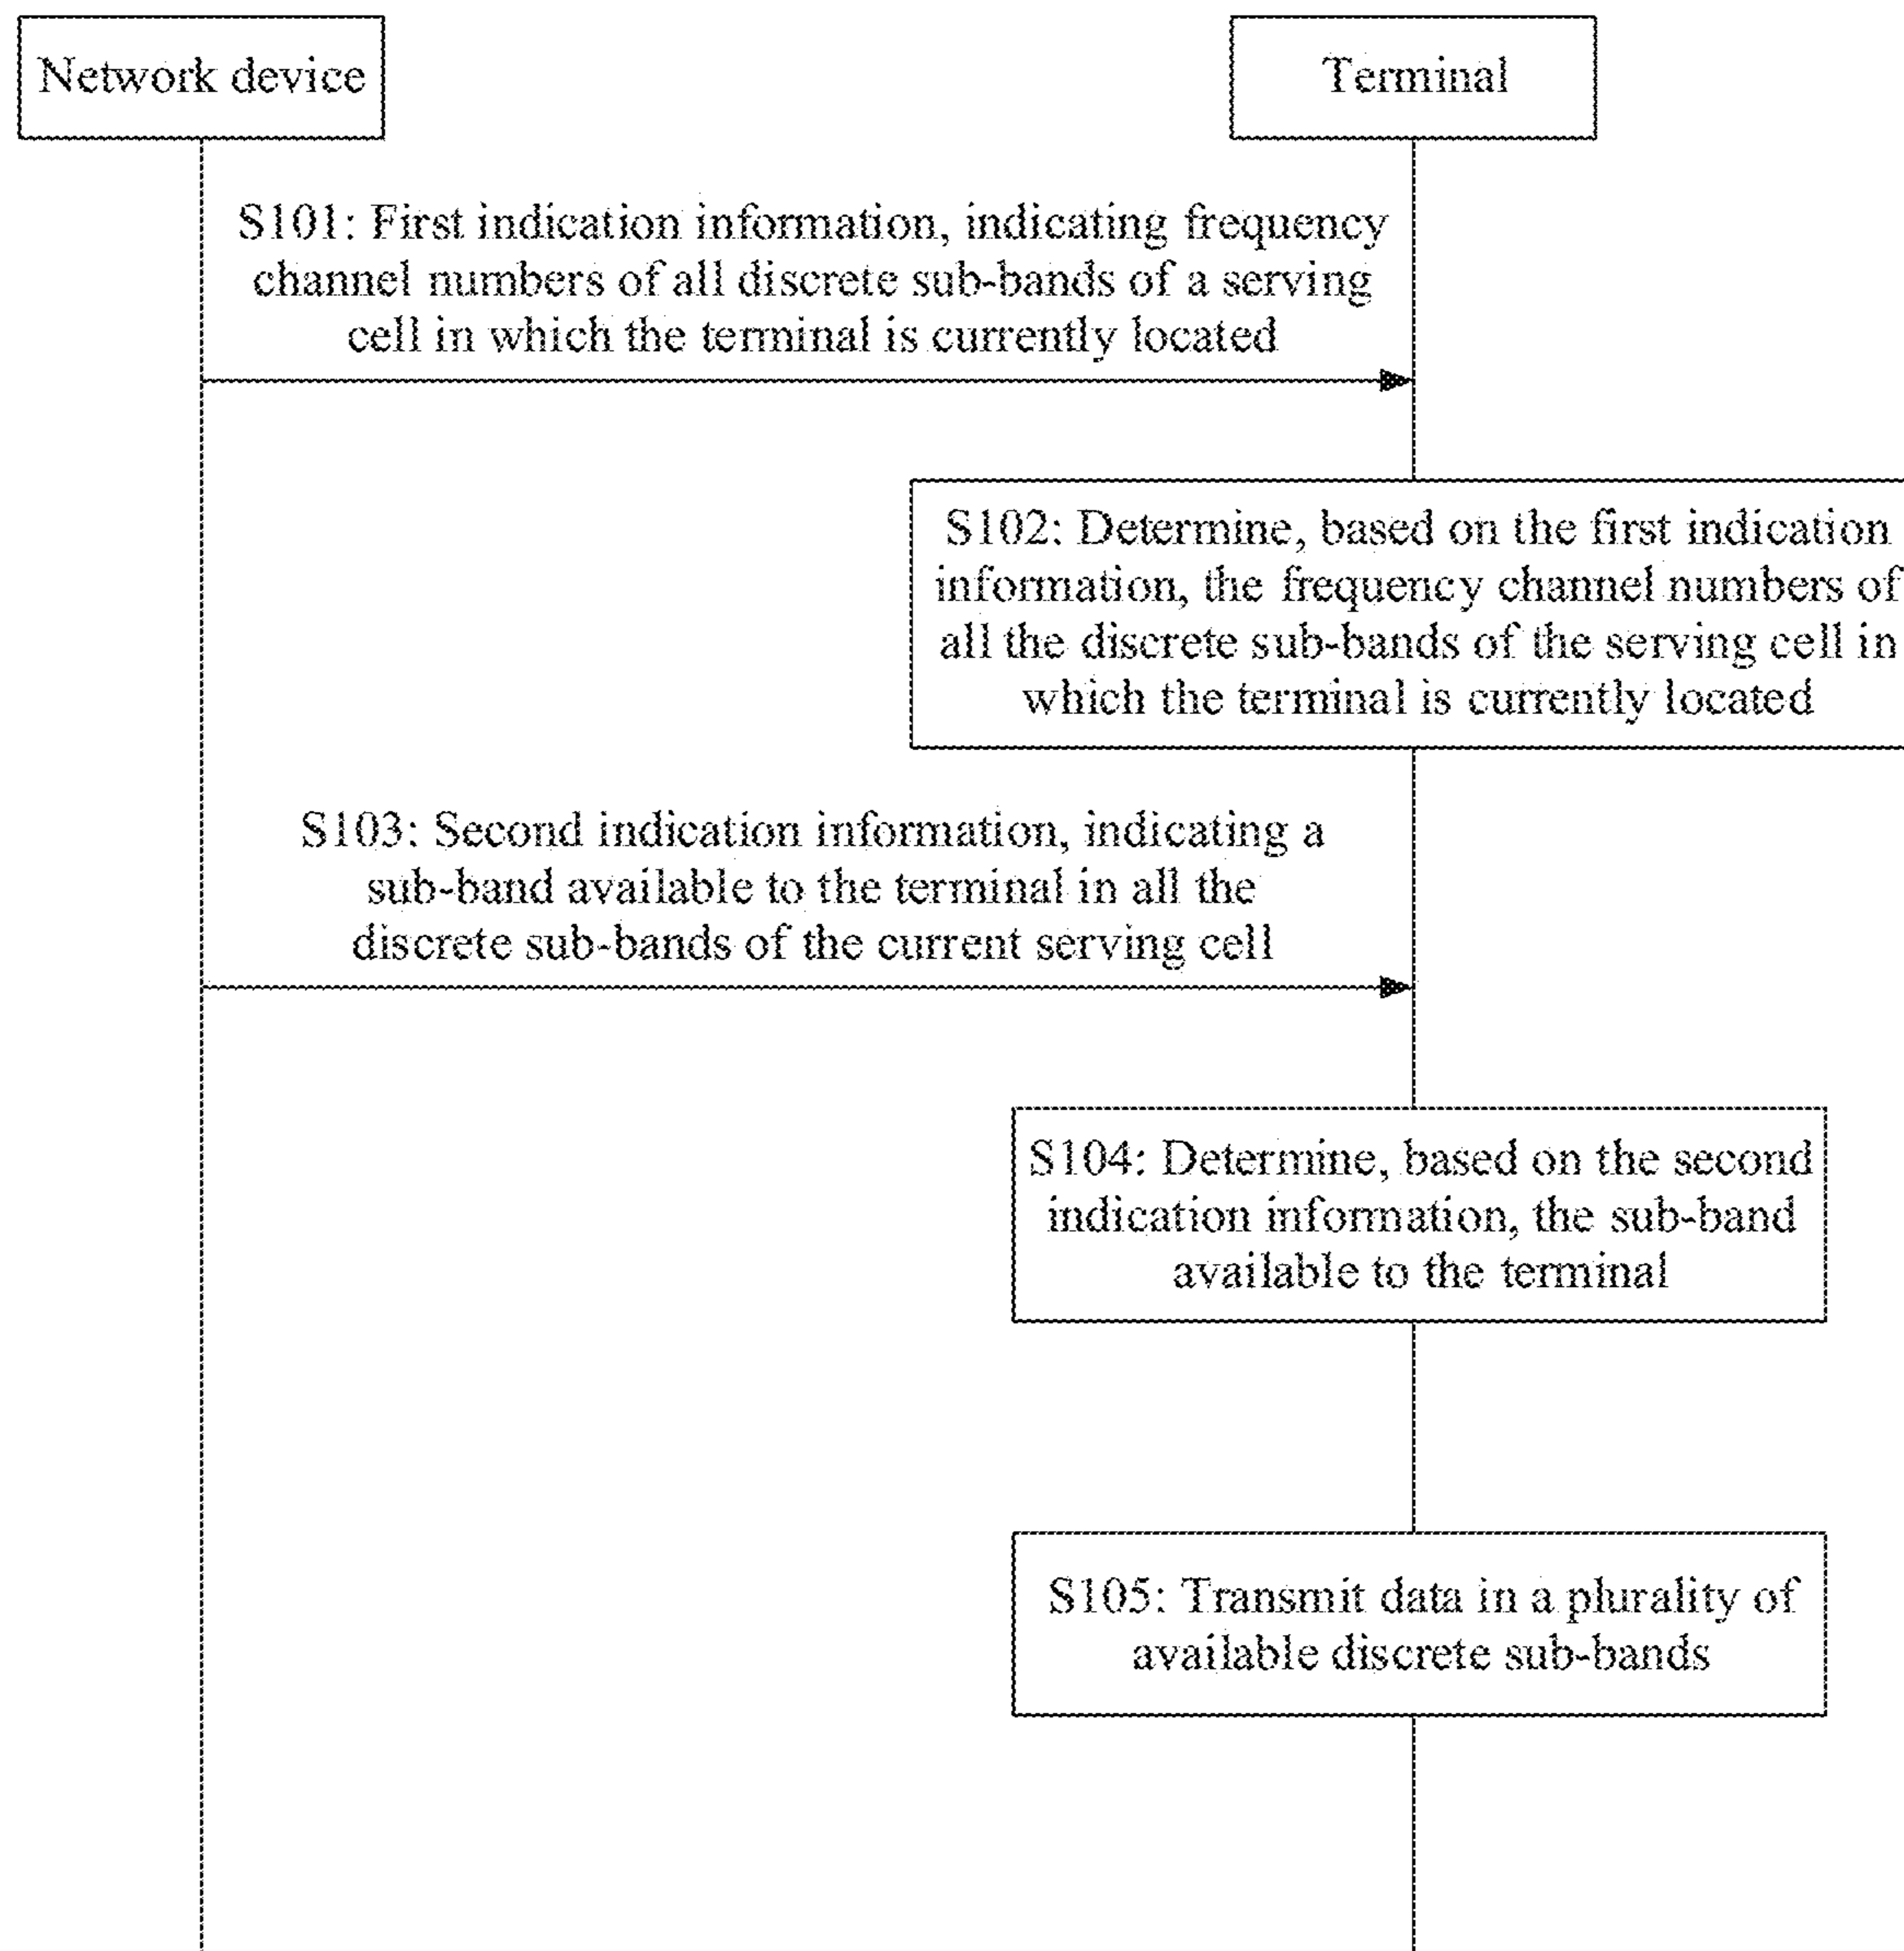 Network device
Terminal
S101: First indication information, indicating frequency
channel numbers of all discrete sub-bands of a serving
cell in which the terminal is currently located
S102: Determine, based on the first indication
information, the frequency channel numbers of
all the discrete sub-bands of the serving cell in
which the terminal is currently located
S103: Second indication information, indicating a
sub-band available to the terminal in all the
discrete sub-bands of the current serving cell
S104: Determine, based on the second
indication information, the sub-band
available to the terminal
S105: Transmit data in a plurality of
available discrete sub-bands